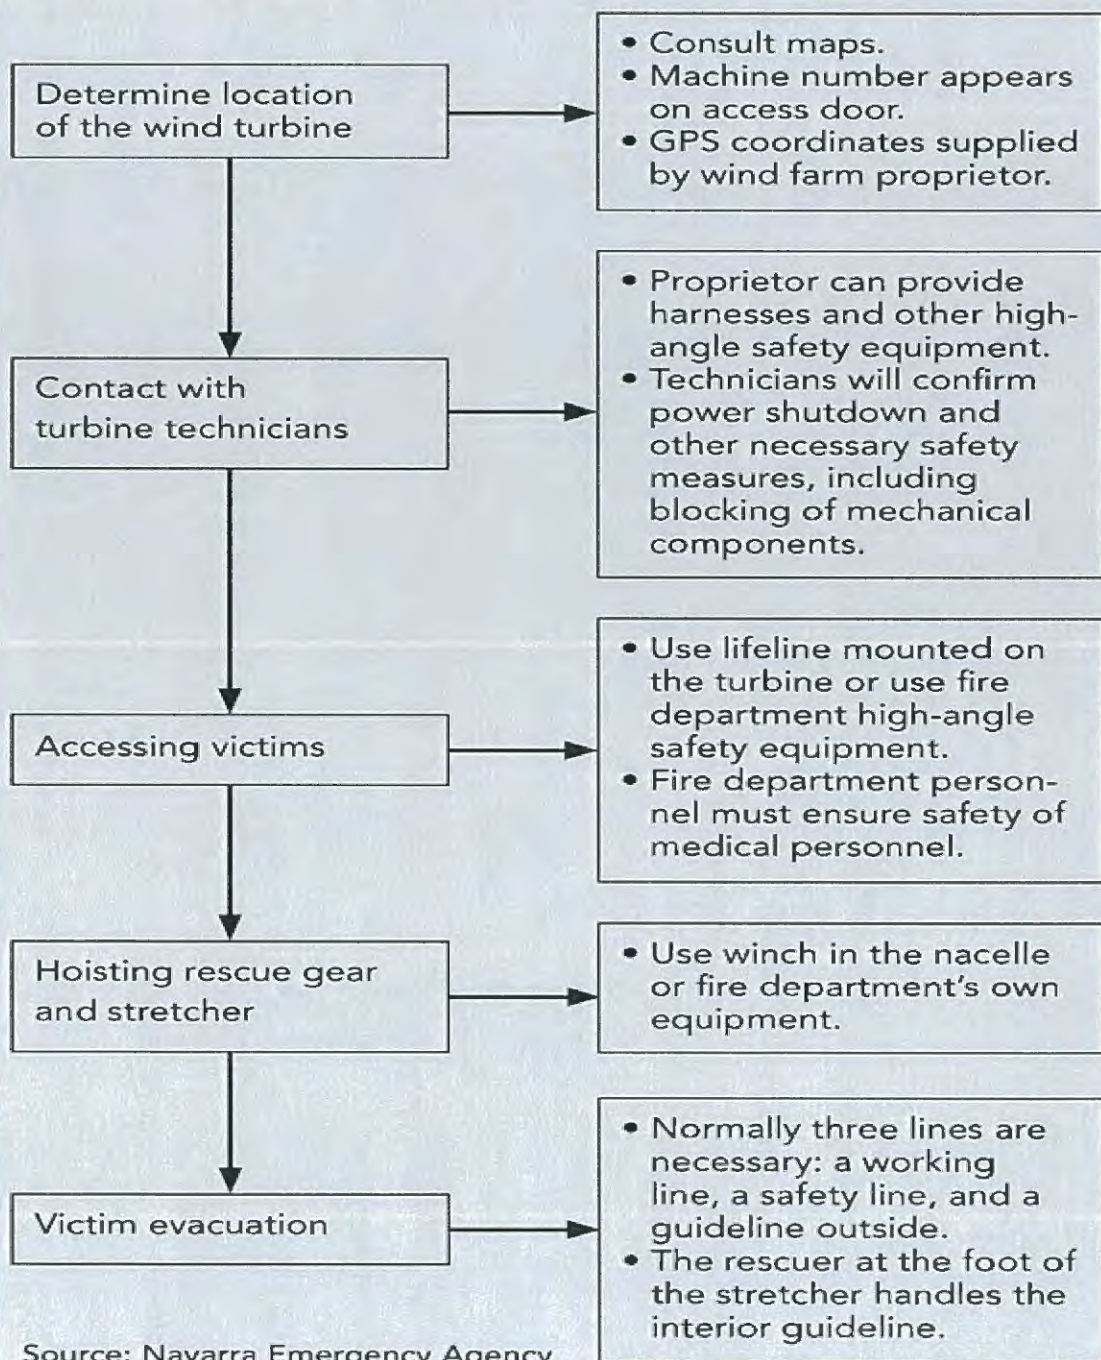 Determine location
of the wind turbine
• Consult maps.
• Machine number appears
on access door.
• GPS coordinates supplied
by wind farm proprietor.
Contact with
turbine technicians
• Proprietor can provide
harnesses and other high-
angle safety equipment.
• Technicians will confirm
power shutdown and
other necessary safety
measures, including
blocking of mechanical
components.
Accessing victims
• Use lifeline mounted on
the turbine or use fire
department high-angle
safety equipment.
• Fire department person-
nel must ensure safety of
medical personnel.
Hoisting rescue gear
and stretcher
• Use winch in the nacelle
or fire department's own
equipment.
Victim evacuation
• Normally three lines are
necessary: a working
line, a safety line, and a
guideline outside.
• The rescuer at the foot of
the stretcher handles the
interior guideline.
Source: Navarra Emergency Agency